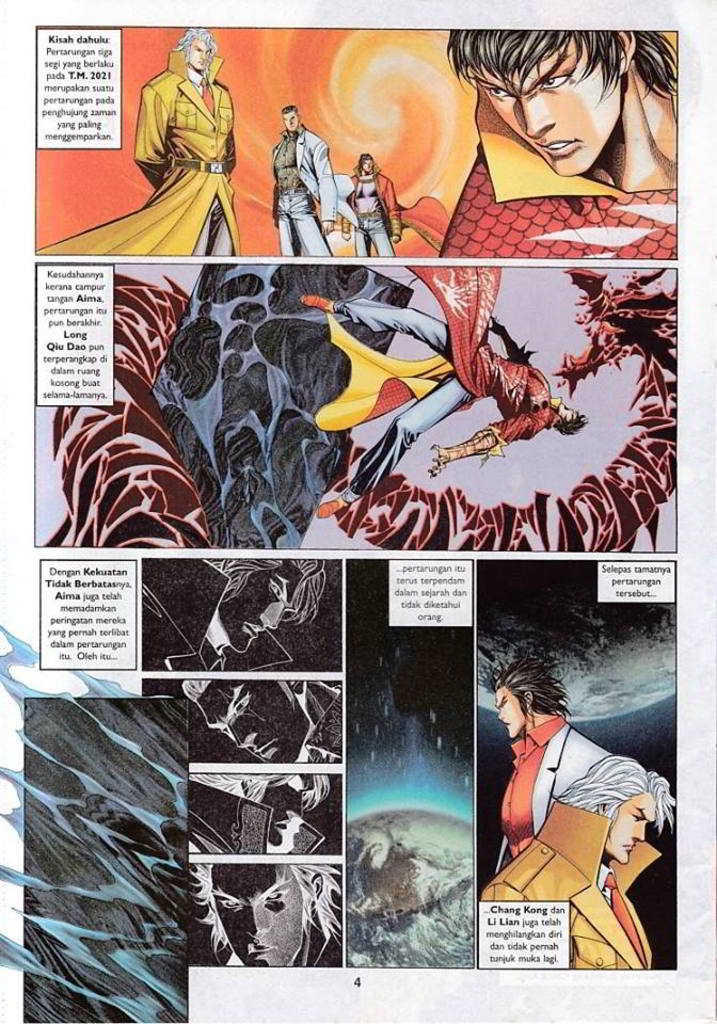 Kisah dahulu:
Pertarungan tiga
segi yang berlaku
pada T.M. 2021
merupakan suatu
pertarungan pada
penghujung zaman
yang paling
menggemparkan.
Kesudahannya
kerana campur
tangan Aima,
pertarungan itu
pun berakhir.
Long
Qiu Dao pun
terperangkap di
dalam ruang
kosong buat
selama-lamanya.
Dengan Kekuatan
Tidak Berbatasnya,
Aima juga telah
memadamkan
peringatan mereka
yang pernah terlibat
dalam pertarungan
itu. Oleh itu...
...pertarungan itu
terus terpendam
dalam sejarah dan
tidak diketahui
orang.
Selepas tamatnya
pertarungan
tersebut...
...Chang Kong dan
Li Lian juga telah
menghilangkan diri
dan tidak pernah
tunjuk muka lagi.
4